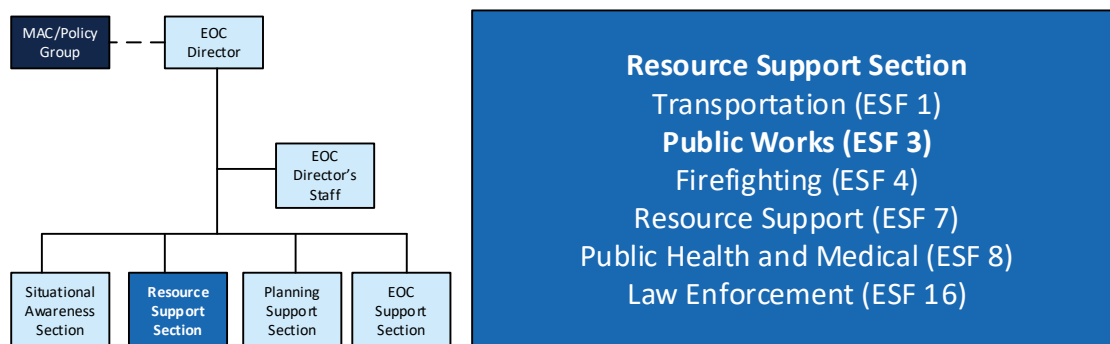 MAC/Policy
Group
EOC
Director
EOC
Director's
Staff
Situational
Awareness
Section
Resource
Support
Section
Planning
Support
Section
EOC
Support
Section
Resource Support Section
Transportation (ESF 1)
Public Works (ESF 3)
Firefighting (ESF 4)
Resource Support (ESF 7)
Public Health and Medical (ESF 8)
Law Enforcement (ESF 16)